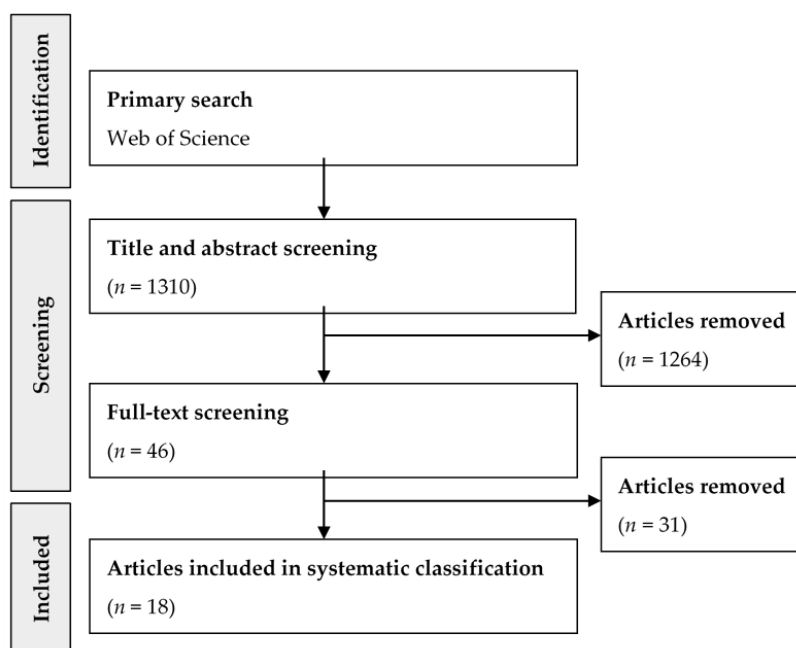 Identification
Primary search
Web of Science
Screening
Title and abstract screening
(n = 1310)
Articles removed
(n = 1264)
Full-text screening
(n = 46)
Articles removed
(n = 31)
Included
Articles included in systematic classification
(n = 18)